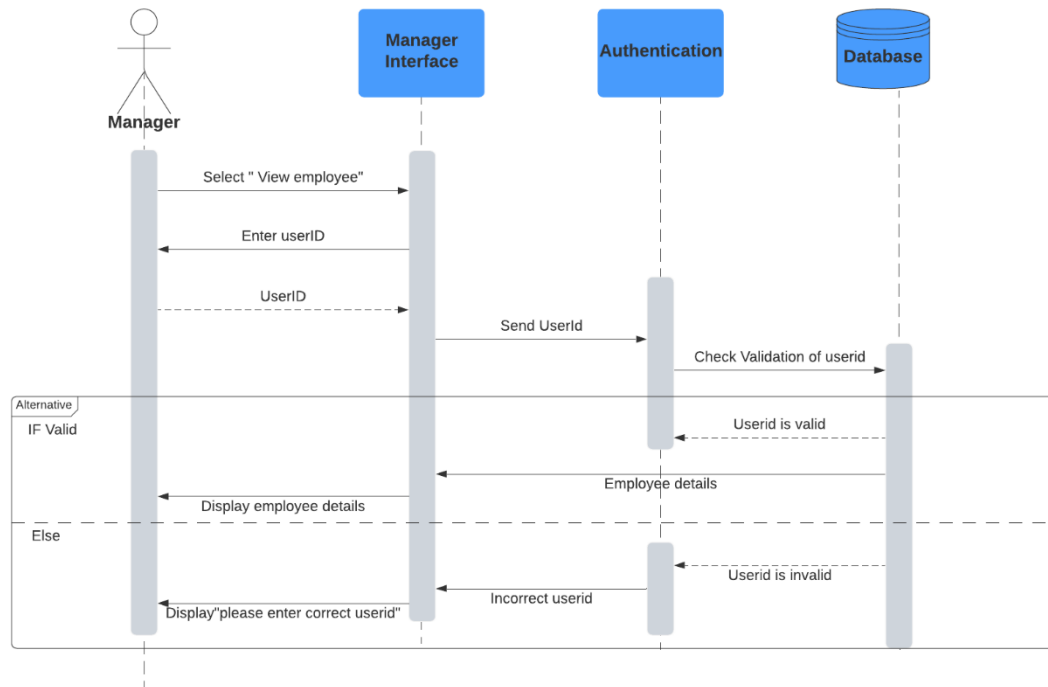 Manager
Interface
Authentication
Database
Manager
Select " View employee"
Enter userID
UserID
Send UserId
Check Validation of userid
Alternative
IF Valid
Userid is valid
Employee details
Display employee details
Else
Userid is invalid
Incorrect userid
Display"please enter correct userid"